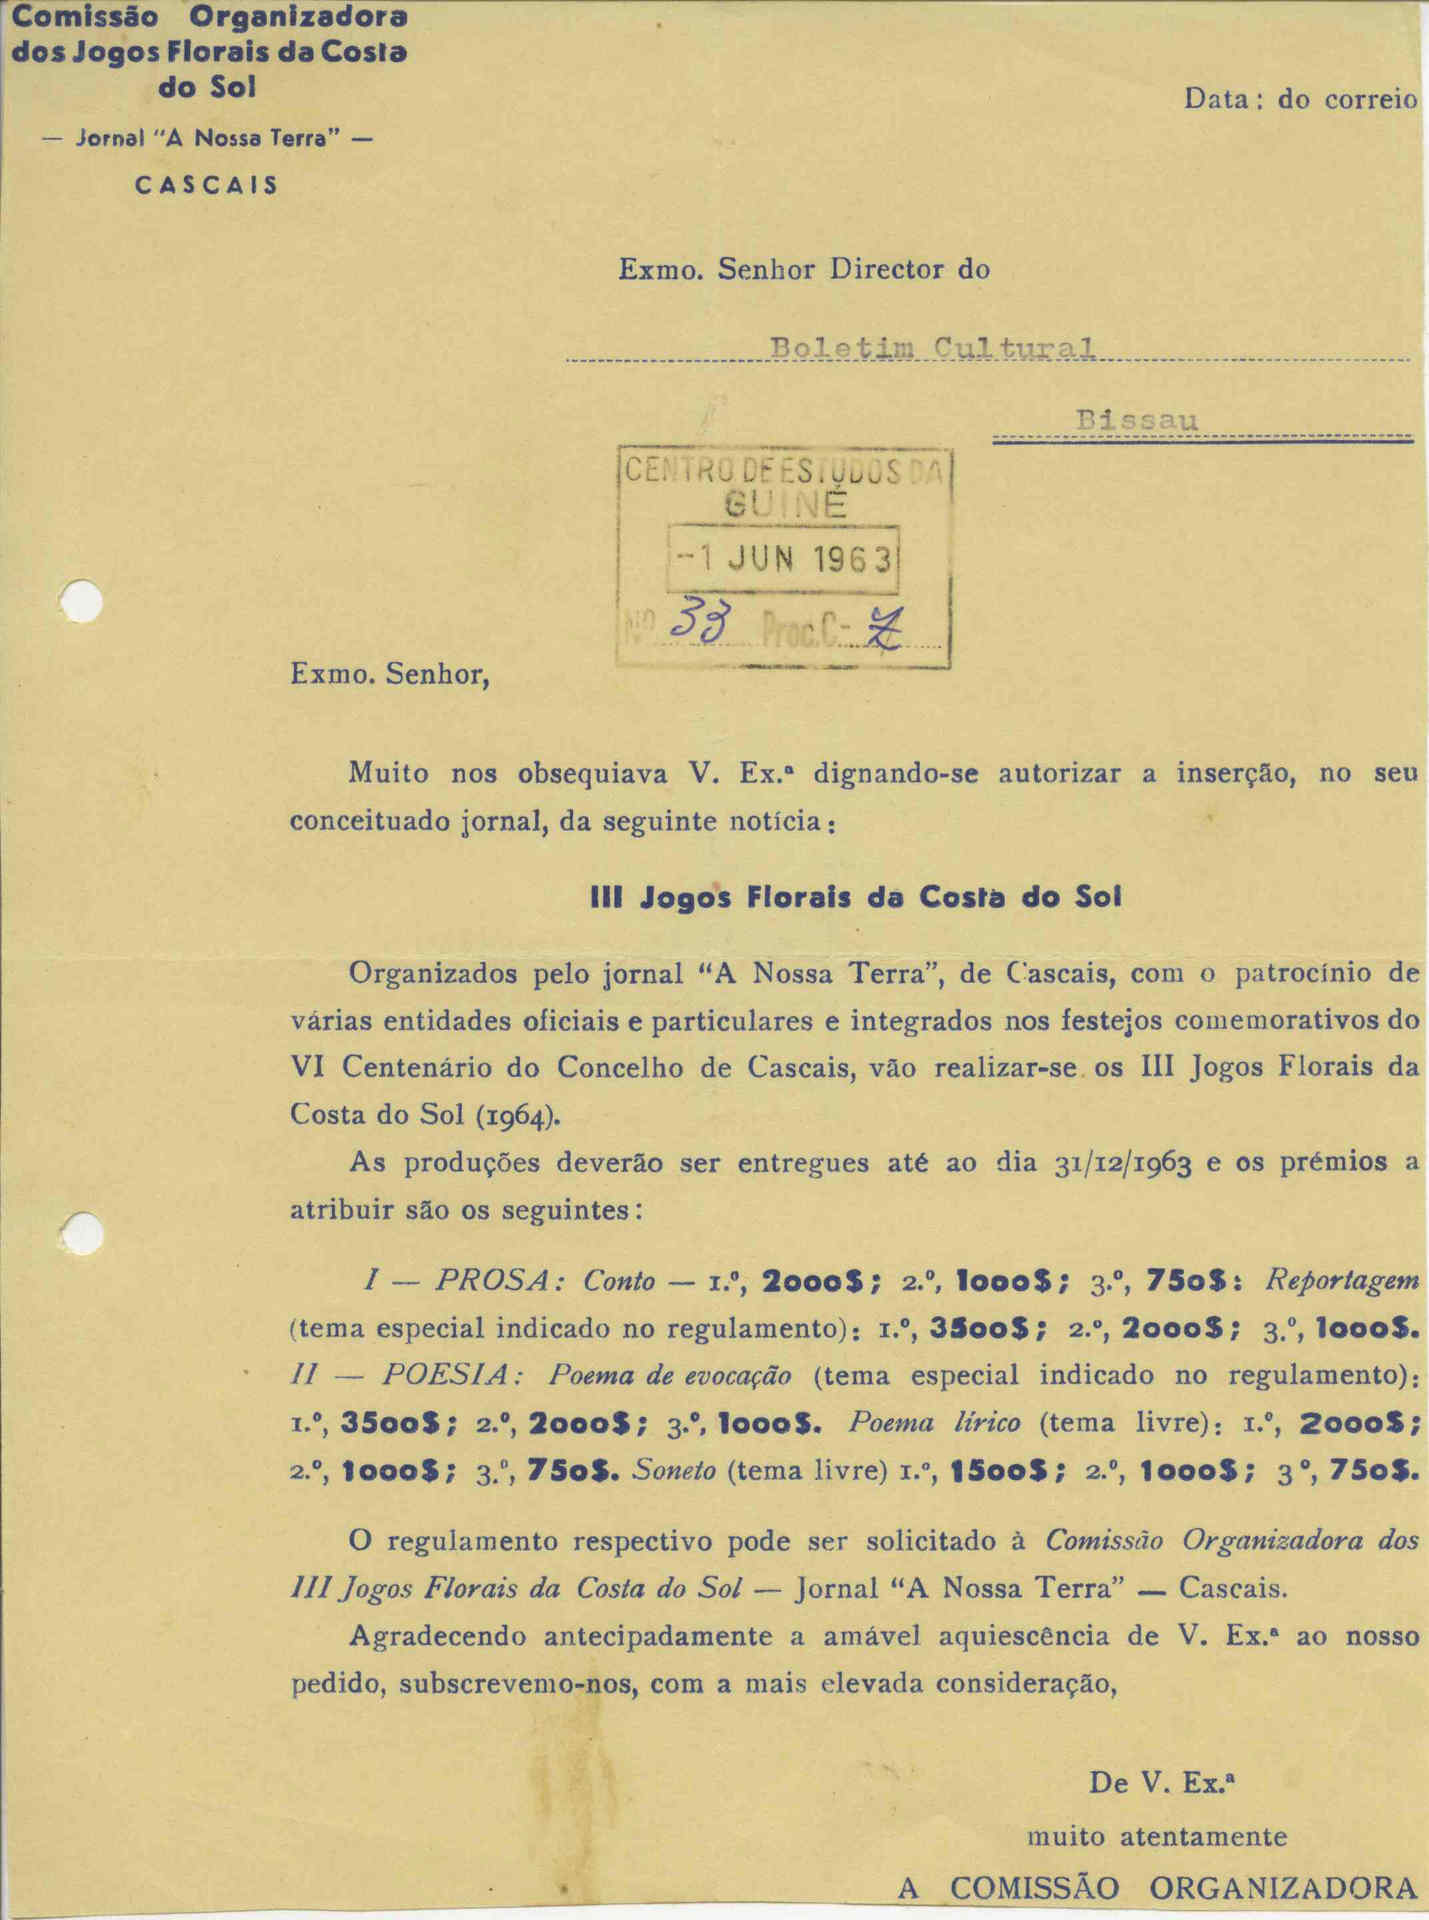 Comissão Organizadora
dos Jogos Florais da Costa
do Sol
— Jornal "A Nossa Terra" —
CASCAIS
Data: do correio
Exmo. Senhor Director do
Boletim Cultural
Bissau
CENTRO DE ESTUDOS DA
GUINÉ
-1 JUN 1963
Nº 33 Proc.C- 7
Exmo. Senhor,
Muito nos obsequiava V. Ex.ª dignando-se autorizar a inserção, no seu
conceituado jornal, da seguinte notícia:
III Jogos Florais da Costa do Sol
Organizados pelo jornal “A Nossa Terra”, de Cascais, com o patrocínio de
várias entidades oficiais e particulares e integrados nos festejos comemorativos do
VI Centenário do Concelho de Cascais, vão realizar-se os III Jogos Florais da
Costa do Sol (1964).
As produções deverão ser entregues até ao dia 31/12/1963 e os prémios a
atribuir são os seguintes:
I — PROSA: Conto — 1.º, 2000$; 2.º, 1000$; 3.º, 750$: Reportagem
(tema especial indicado no regulamento): 1.º, 3500$; 2.º, 2000$; 3.º, 1000$.
II — POESIA: Poema de evocação (tema especial indicado no regulamento):
1.º, 3500$; 2.º, 2000$; 3.º, 1000$. Poema lírico (tema livre): 1.º, 2000$;
2.º, 1000$; 3.º, 750$. Soneto (tema livre) 1.º, 1500$; 2.º, 1000$; 3º, 750$.
O regulamento respectivo pode ser solicitado à Comissão Organizadora dos
III Jogos Florais da Costa do Sol — Jornal “A Nossa Terra” — Cascais.
Agradecendo antecipadamente a amável aquiescência de V. Ex.ª ao nosso
pedido, subscrevemo-nos, com a mais elevada consideração,
De V. Ex.ª
muito atentamente
A COMISSÃO ORGANIZADORA